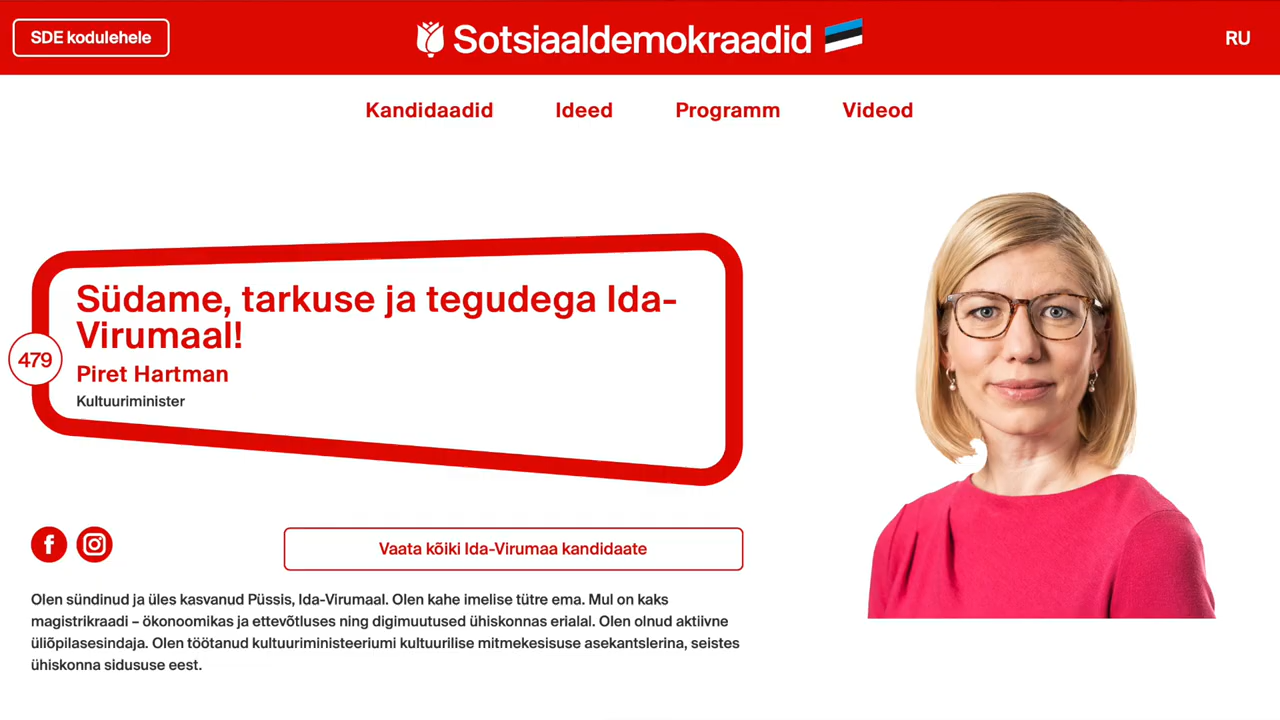 SDE kodulehele
Sotsiaaldemokraadid
RU
Kandidaadid
Ideed
Programm
Videod
Südame, tarkuse ja tegudega Ida-
Virumaal!
479
Piret Hartman
Kultuuriminister
Vaata kõiki Ida-Virumaa kandidaate
Olen sündinud ja üles kasvanud Püssis, Ida-Virumaal. Olen kahe imelise tütre ema. Mul on kaks
magistrikraadi – ökonoomikas ja ettevõtluses ning digimuutused ühiskonnas erialal. Olen olnud aktiivne
üliõpilasesindaja. Olen töötanud kultuuriministeeriumi kultuurilise mitmekesisuse asekantslerina, seistes
ühiskonna sidususe eest.